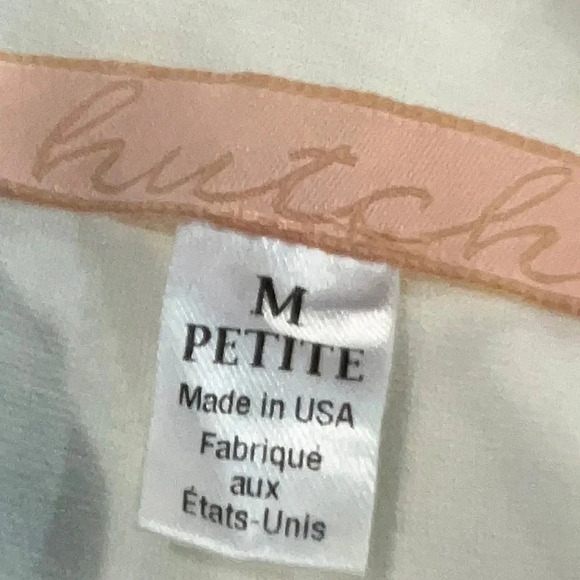 hutch
M
PETITE
Made in USA
Fabriqué
aux
États-Unis